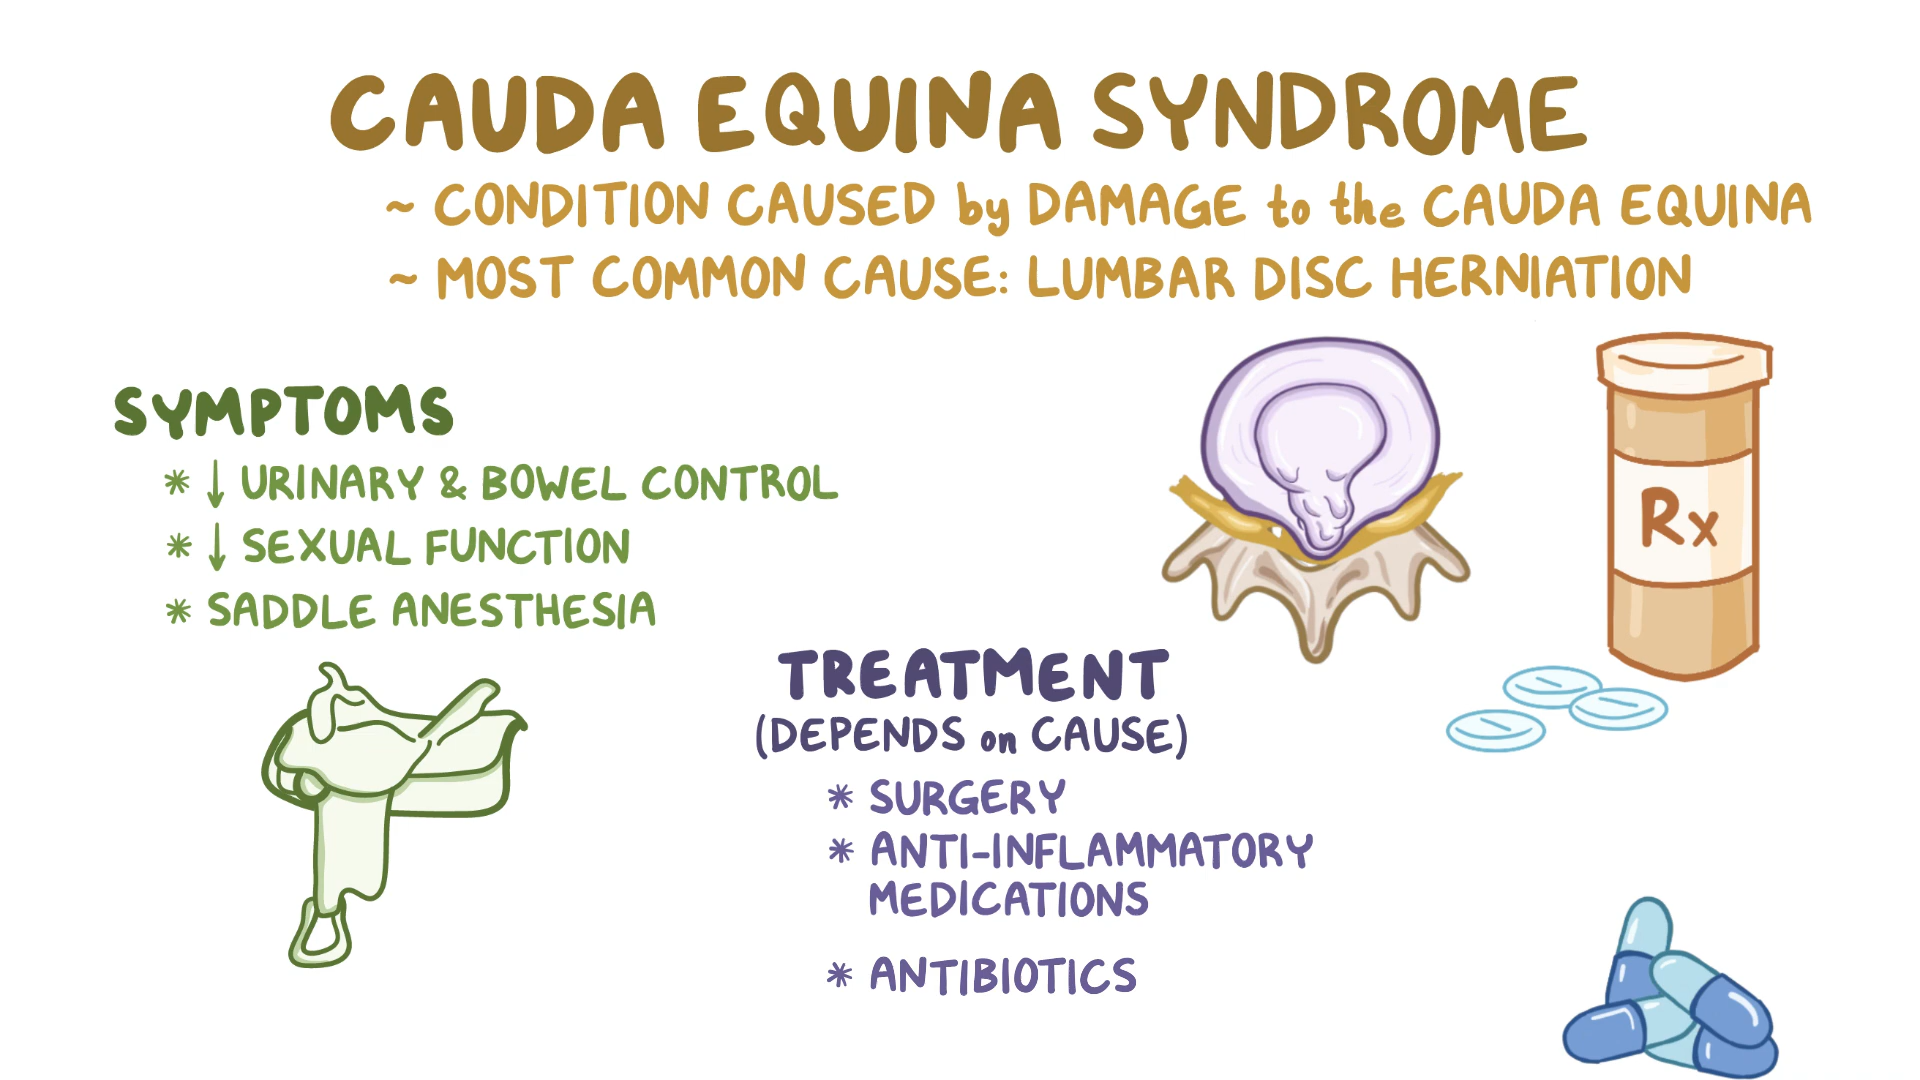 CAUDA EQUINA SYNDROME
~ CONDITION CAUSED by DAMAGE to the CAUDA EQUINA
~ MOST COMMON CAUSE: LUMBAR DISC HERNIATION
SYMPTOMS
* ↓ URINARY & BOWEL CONTROL
* ↓ SEXUAL FUNCTION
* SADDLE ANESTHESIA
Rx
TREATMENT
(DEPENDS on CAUSE)
* SURGERY
* ANTI-INFLAMMATORY
MEDICATIONS
* ANTIBIOTICS